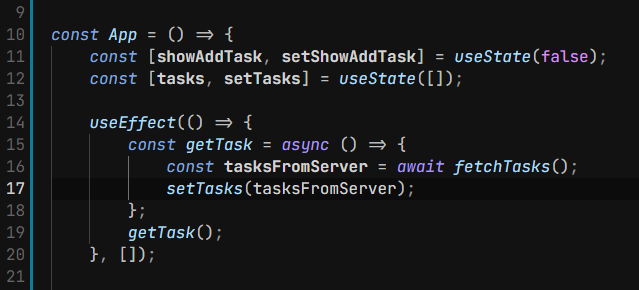 9
10 const App = () => {
11 const [showAddTask, setShowAddTask] = useState(false);
12 const [tasks, setTasks] = useState([]);
13
14 useEffect(() => {
15 const getTask = async () => {
16 const tasksFromServer = await fetchTasks();
17 setTasks(tasksFromServer);
18 };
19 getTask();
20 }, []);
21